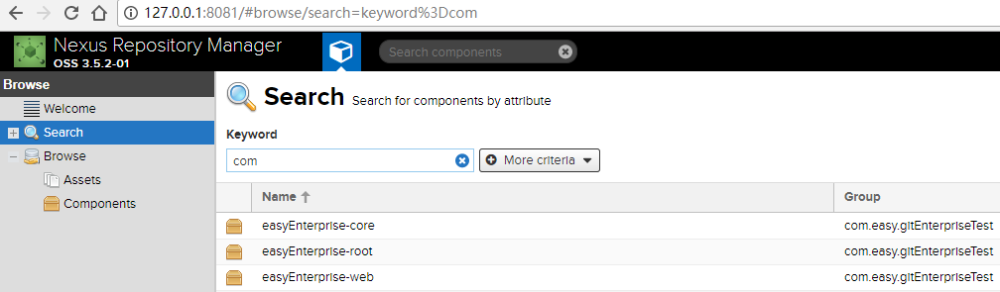 127.0.0.1:8081/#browse/search=keyword%3Dcom
Nexus Repository Manager
OSS 3.5.2-01
Search components
Browse
Welcome
Search
Browse
Assets
Components
Search Search for components by attribute
Keyword
com
More criteria
Name Group
easyEnterprise-core com.easy.gitEnterpriseTest
easyEnterprise-root com.easy.gitEnterpriseTest
easyEnterprise-web com.easy.gitEnterpriseTest